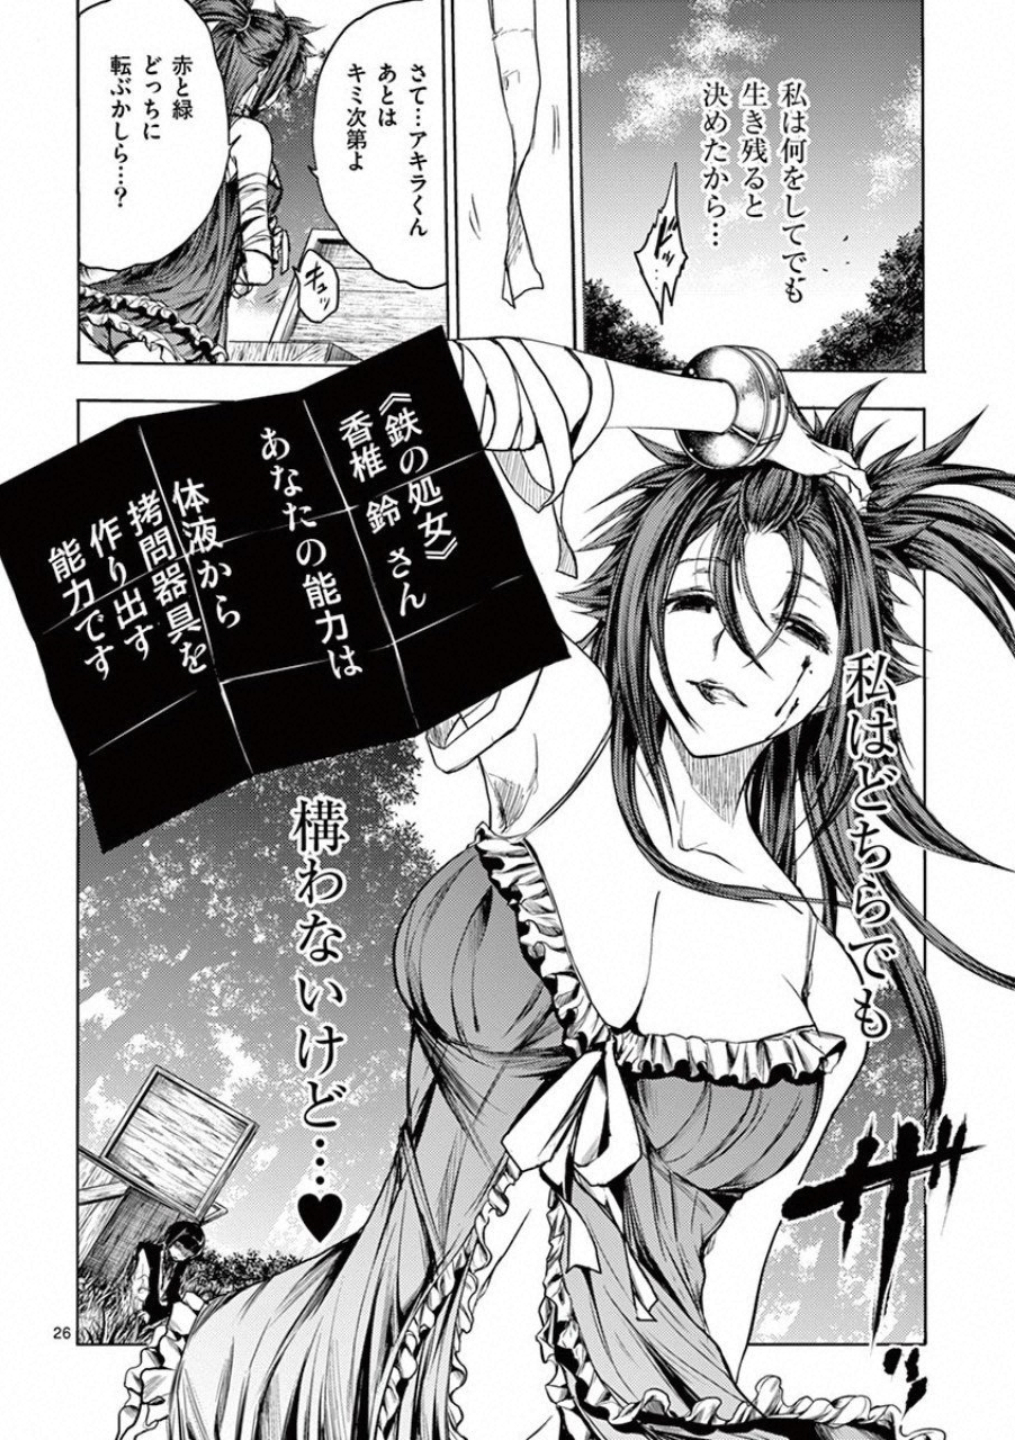 私は何をしてでも
生き残ると
決めたから…
さて…アキラくん
あとは
キミ次第よ
赤と緑
どっちに
転ぶかしら…?
キュッ
《鉄の処女》
香椎 鈴 さん
あなたの能力は
体液から
拷問器具を
作り出す
能力です
私はどちらでも
構わないけど…♥
ザッ
26